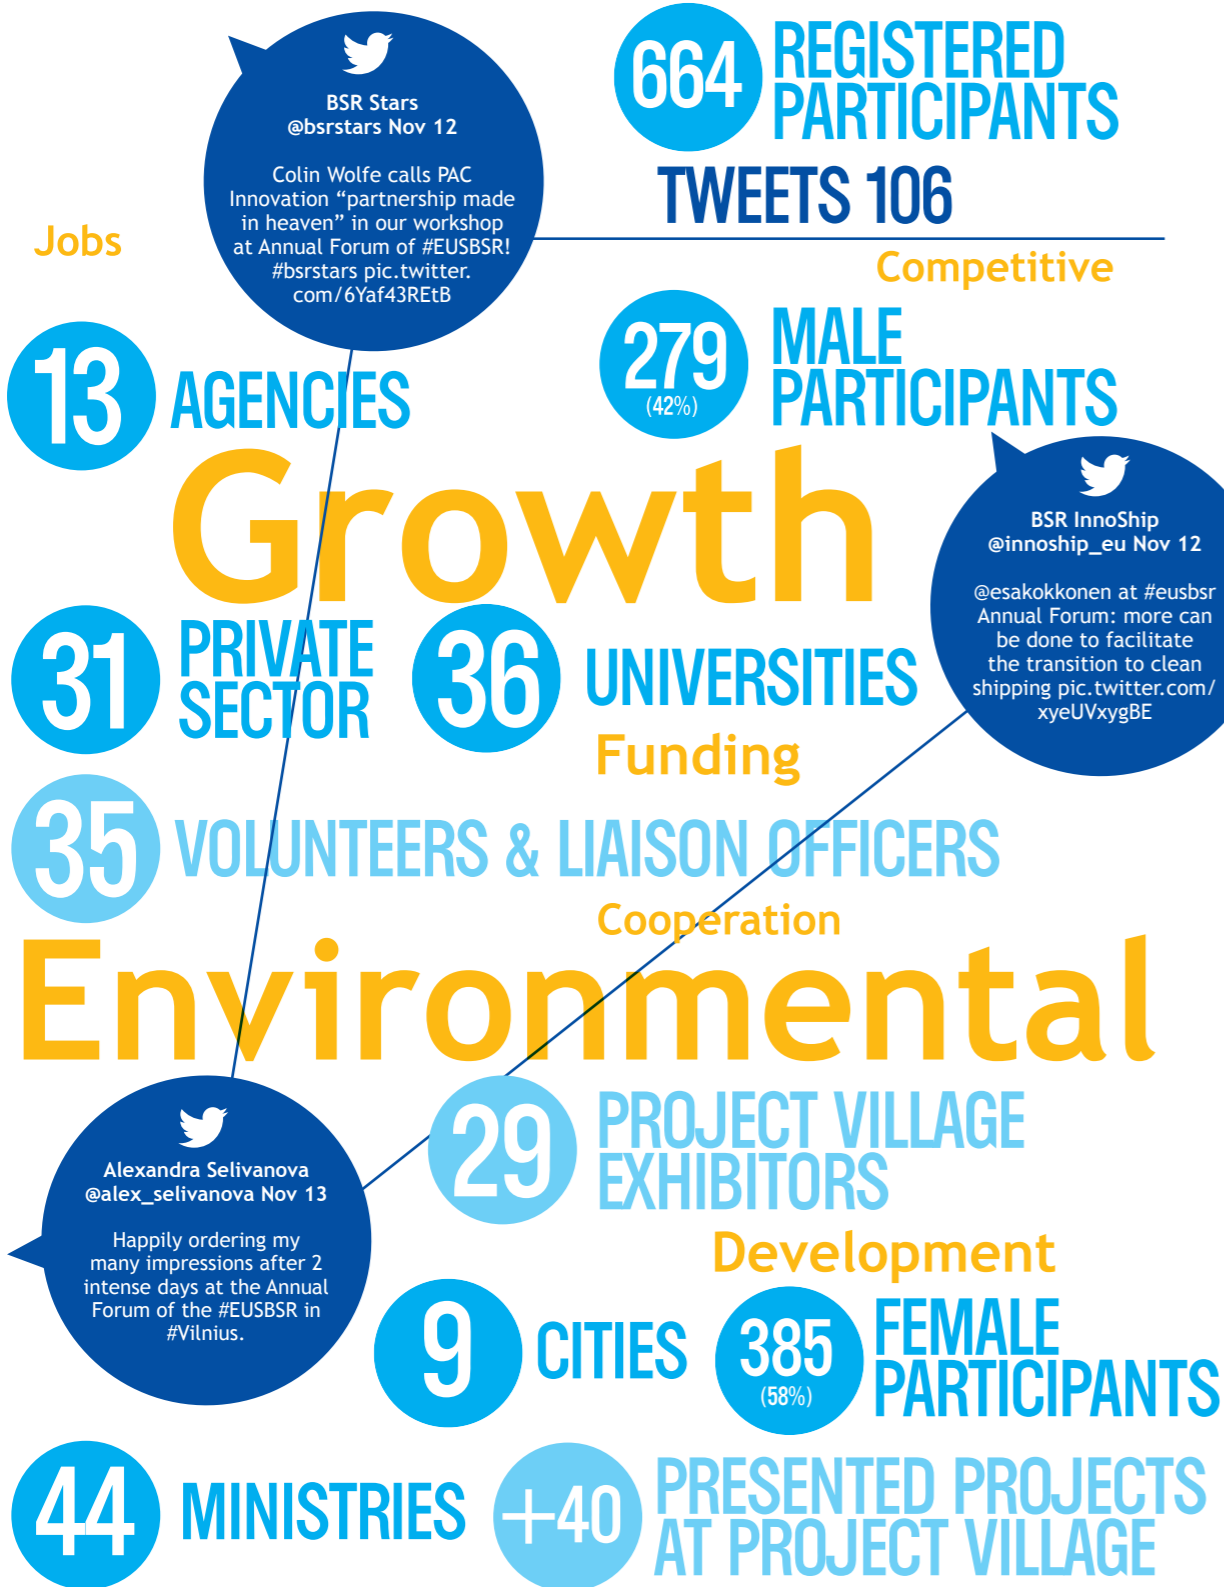 BSR Stars
@bsrstars Nov 12
Colin Wolfe calls PAC
Innovation “partnership made
in heaven” in our workshop
at Annual Forum of #EUSBSR!
#bsrstars pic.twitter.
com/6Yaf43REtB
664
REGISTERED
PARTICIPANTS
TWEETS 106
Jobs
Competitive
13
AGENCIES
279
(42%)
MALE
PARTICIPANTS
Growth
BSR InnoShip
@innoship_eu Nov 12
@esakokkonen at #eusbsr
Annual Forum: more can
be done to facilitate
the transition to clean
shipping pic.twitter.com/
xyeUVxygBE
31
PRIVATE
SECTOR
36
UNIVERSITIES
Funding
35
VOLUNTEERS & LIAISON OFFICERS
Cooperation
Environmental
Alexandra Selivanova
@alex_selivanova Nov 13
Happily ordering my
many impressions after 2
intense days at the Annual
Forum of the #EUSBSR in
#Vilnius.
29
PROJECT VILLAGE
EXHIBITORS
Development
9
CITIES
385
(58%)
FEMALE
PARTICIPANTS
44
MINISTRIES
+40
PRESENTED PROJECTS
AT PROJECT VILLAGE